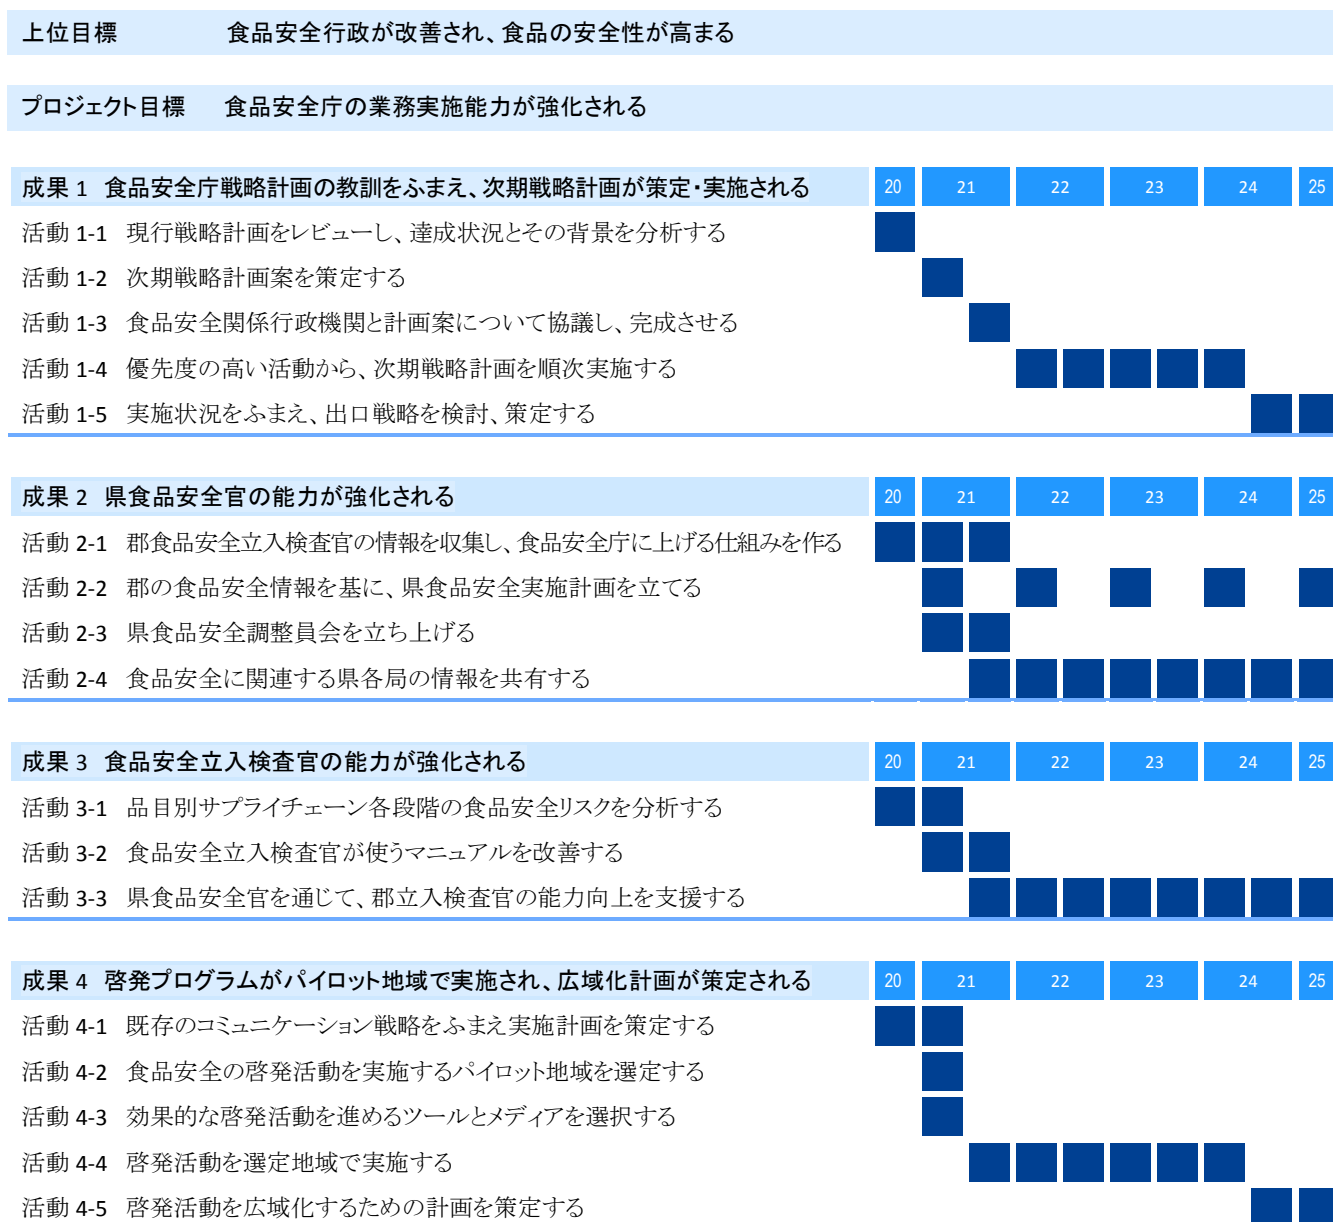 上位目標 食品安全行政が改善され、食品の安全性が高まる
プロジェクト目標 食品安全庁の業務実施能力が強化される
成果 1 食品安全庁戦略計画の教訓をふまえ、次期戦略計画が策定・実施される 20 21 22 23 24 25
活動 1-1 現行戦略計画をレビューし、達成状況とその背景を分析する
活動 1-2 次期戦略計画案を策定する
活動 1-3 食品安全関係行政機関と計画案について協議し、完成させる
活動 1-4 優先度の高い活動から、次期戦略計画を順次実施する
活動 1-5 実施状況をふまえ、出口戦略を検討、策定する
成果 2 県食品安全官の能力が強化される 20 21 22 23 24 25
活動 2-1 郡食品安全立入検査官の情報を収集し、食品安全庁に上げる仕組みを作る
活動 2-2 郡の食品安全情報を基に、県食品安全実施計画を立てる
活動 2-3 県食品安全調整員会を立ち上げる
活動 2-4 食品安全に関連する県各局の情報を共有する
成果 3 食品安全立入検査官の能力が強化される 20 21 22 23 24 25
活動 3-1 品目別サプライチェーン各段階の食品安全リスクを分析する
活動 3-2 食品安全立入検査官が使うマニュアルを改善する
活動 3-3 県食品安全官を通じて、郡立入検査官の能力向上を支援する
成果 4 啓発プログラムがパイロット地域で実施され、広域化計画が策定される 20 21 22 23 24 25
活動 4-1 既存のコミュニケーション戦略をふまえ実施計画を策定する
活動 4-2 食品安全の啓発活動を実施するパイロット地域を選定する
活動 4-3 効果的な啓発活動を進めるツールとメディアを選択する
活動 4-4 啓発活動を選定地域で実施する
活動 4-5 啓発活動を広域化するための計画を策定する